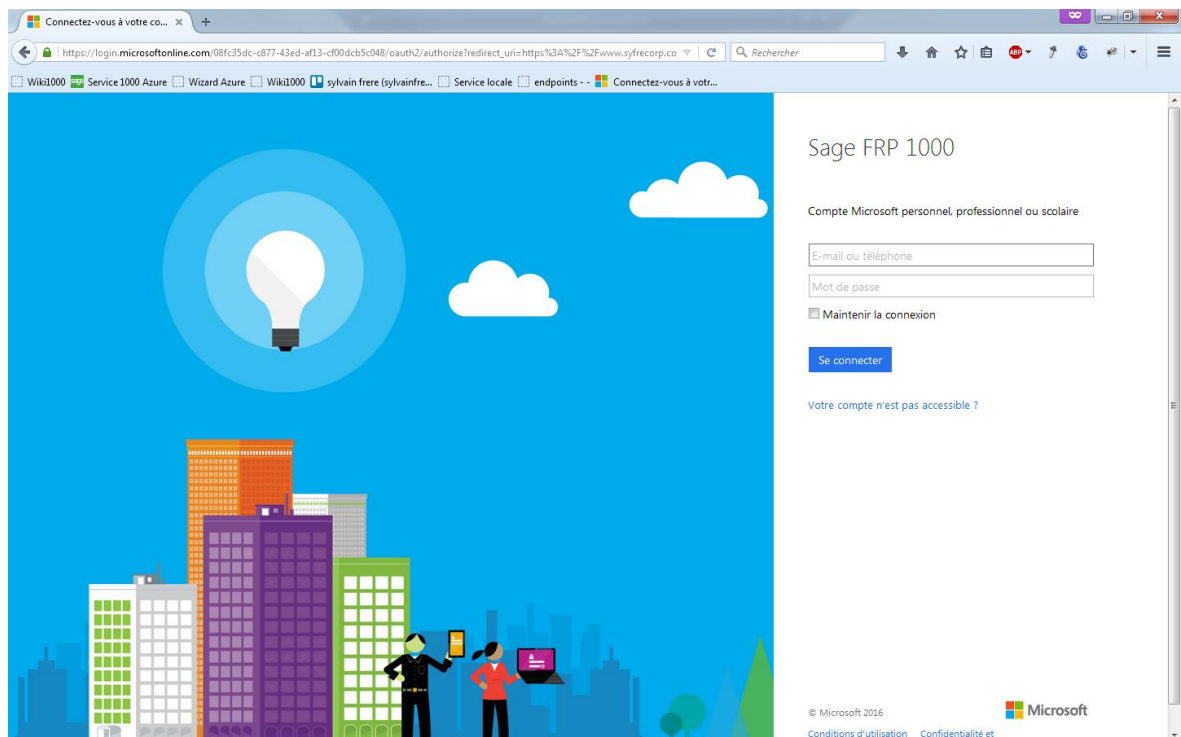 Connectez-vous à votre co... × +
https://login.microsoftonline.com/08fc35dc-c877-43ed-af13-cf00dcb5c048/oauth2/authorize?redirect_uri=https%3A%2F%2Fwww.syfrecorp.co Rechercher ABP
Wiki1000 Service 1000 Azure Wizard Azure Wiki1000 sylvain frere (sylvainfre... Service locale endpoints - - Connectez-vous à votr...
Sage FRP 1000
Compte Microsoft personnel, professionnel ou scolaire
E-mail ou téléphone
Mot de passe
Maintenir la connexion
Se connecter
Votre compte n'est pas accessible ?
© Microsoft 2016 Microsoft
Conditions d'utilisation Confidentialité et